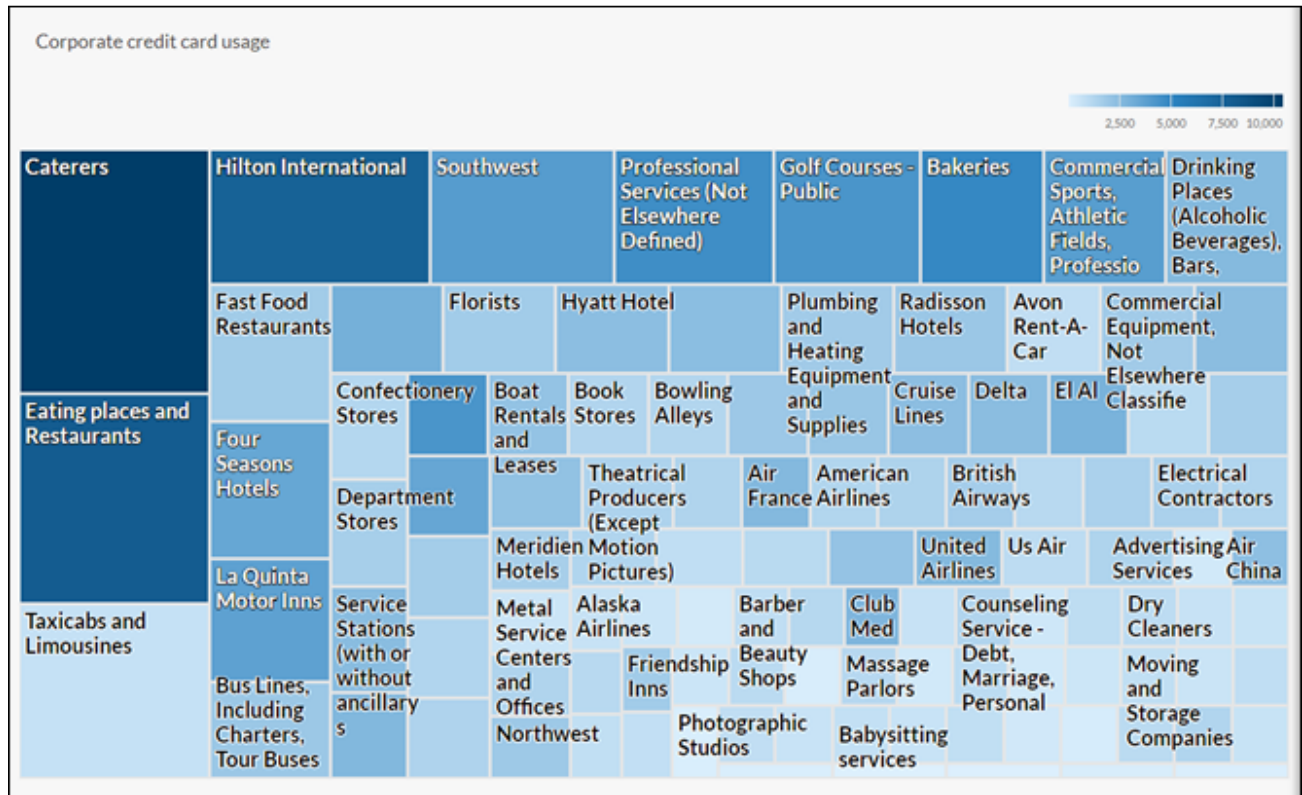 Corporate credit card usage
2,500 5,000 7,500 10,000
Caterers
Hilton International
Southwest
Professional
Services (Not
Elsewhere
Defined)
Golf Courses -
Public
Bakeries
Commercial
Sports,
Athletic
Fields,
Professio
Drinking
Places
(Alcoholic
Beverages),
Bars,
Fast Food
Restaurants
Florists
Hyatt Hotel
Plumbing
and
Heating
Equipment
and
Supplies
Radisson
Hotels
Avon
Rent-A-
Car
Commercial
Equipment,
Not
Elsewhere
Classifie
Eating places and
Restaurants
Four
Seasons
Hotels
Confectionery
Stores
Boat
Rentals
and
Leases
Book
Stores
Bowling
Alleys
Cruise
Lines
Delta
El Al
Department
Stores
Theatrical
Producers
(Except
Motion
Pictures)
Air
France
American
Airlines
British
Airways
Electrical
Contractors
Meridien
Hotels
United
Airlines
Us Air
Advertising
Services
Air
China
La Quinta
Motor Inns
Taxicabs and
Limousines
Service
Stations
(with or
without
ancillary
s
Metal
Service
Centers
and
Offices
Alaska
Airlines
Barber
and
Beauty
Shops
Club
Med
Counseling
Service -
Debt,
Marriage,
Personal
Dry
Cleaners
Friendship
Inns
Massage
Parlors
Moving
and
Storage
Companies
Bus Lines,
Including
Charters,
Tour Buses
Northwest
Photographic
Studios
Babysitting
services